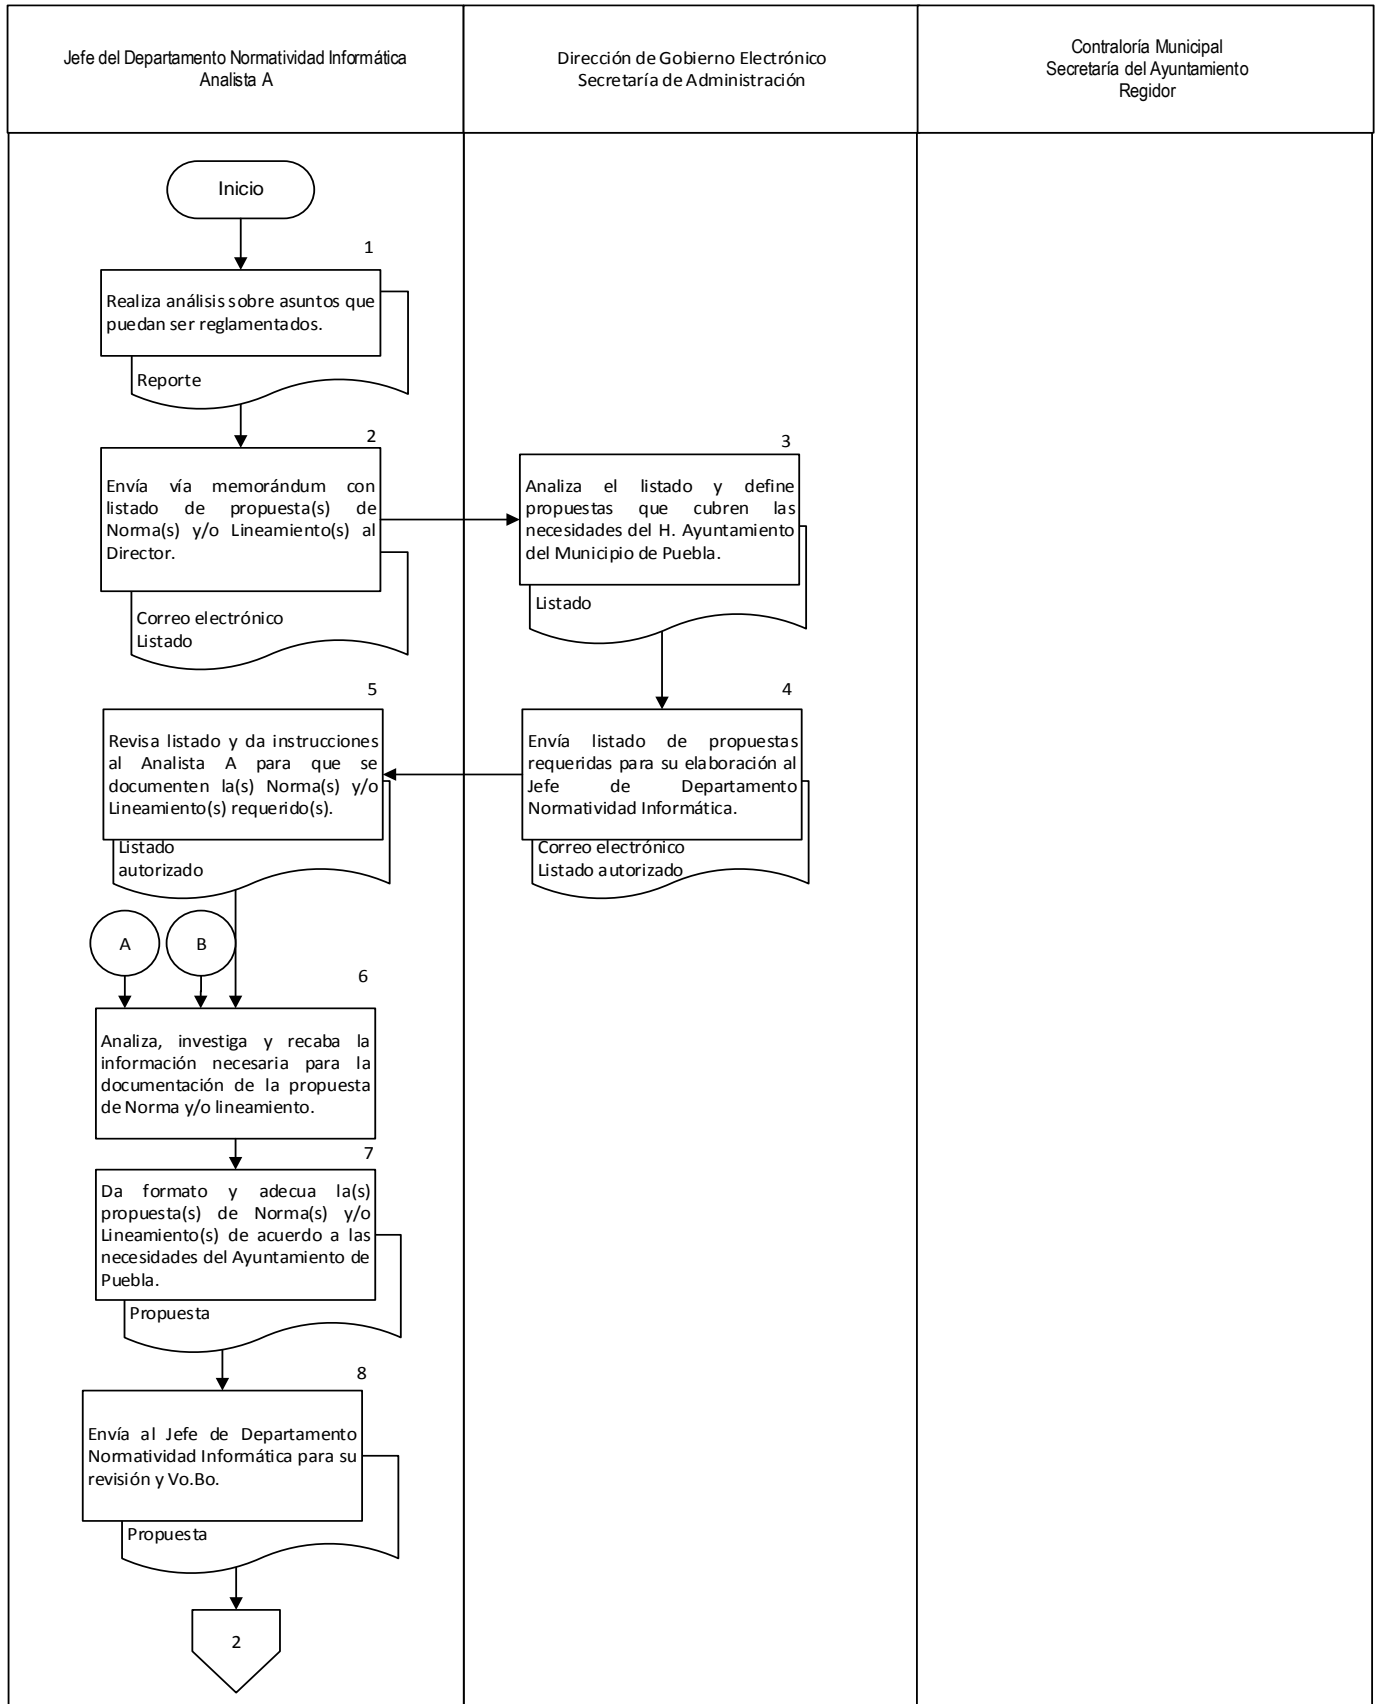 Jefe del Departamento Normatividad Informática
Analista A
Dirección de Gobierno Electrónico
Secretaría de Administración
Contraloría Municipal
Secretaría del Ayuntamiento
Regidor
Inicio
1
Realiza análisis sobre asuntos que
puedan ser reglamentados.
Reporte
2
Envía vía memorándum con
listado de propuesta(s) de
Norma(s) y/o Lineamiento(s) al
Director.
Correo electrónico
Listado
3
Analiza el listado y define
propuestas que cubren las
necesidades del H. Ayuntamiento
del Municipio de Puebla.
Listado
4
Envía listado de propuestas
requeridas para su elaboración al
Jefe de Departamento
Normatividad Informática.
Correo electrónico
Listado autorizado
5
Revisa listado y da instrucciones
al Analista A para que se
documenten la(s) Norma(s) y/o
Lineamiento(s) requerido(s).
Listado
autorizado
A
B
6
Analiza, investiga y recaba la
información necesaria para la
documentación de la propuesta
de Norma y/o lineamiento.
7
Da formato y adecua la(s)
propuesta(s) de Norma(s) y/o
Lineamiento(s) de acuerdo a las
necesidades del Ayuntamiento de
Puebla.
Propuesta
8
Envía al Jefe de Departamento
Normatividad Informática para su
revisión y Vo.Bo.
Propuesta
2